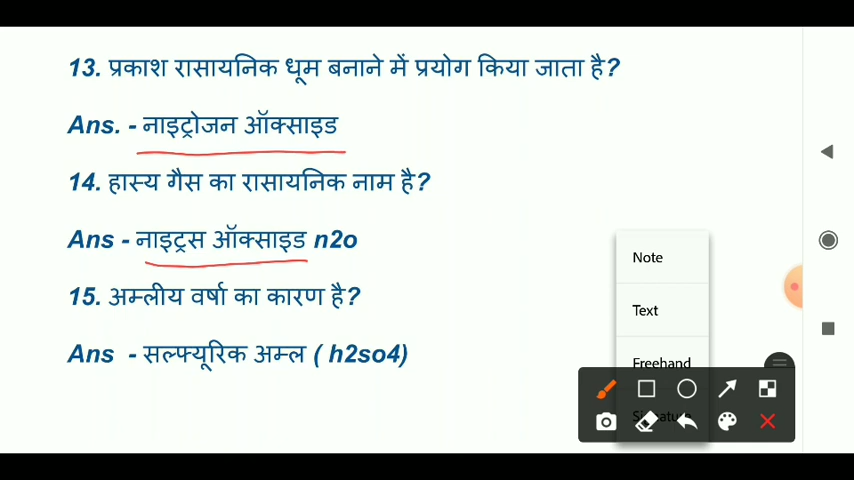 13. प्रकाश रासायनिक धूम बनाने में प्रयोग किया जाता है?
Ans. - नाइट्रोजन ऑक्साइड
14. हास्य गैस का रासायनिक नाम है?
Ans - नाइट्रस ऑक्साइड n2o
15. अम्लीय वर्षा का कारण है?
Ans - सल्फ्यूरिक अम्ल ( h2so4)
Note
Text
Freehand